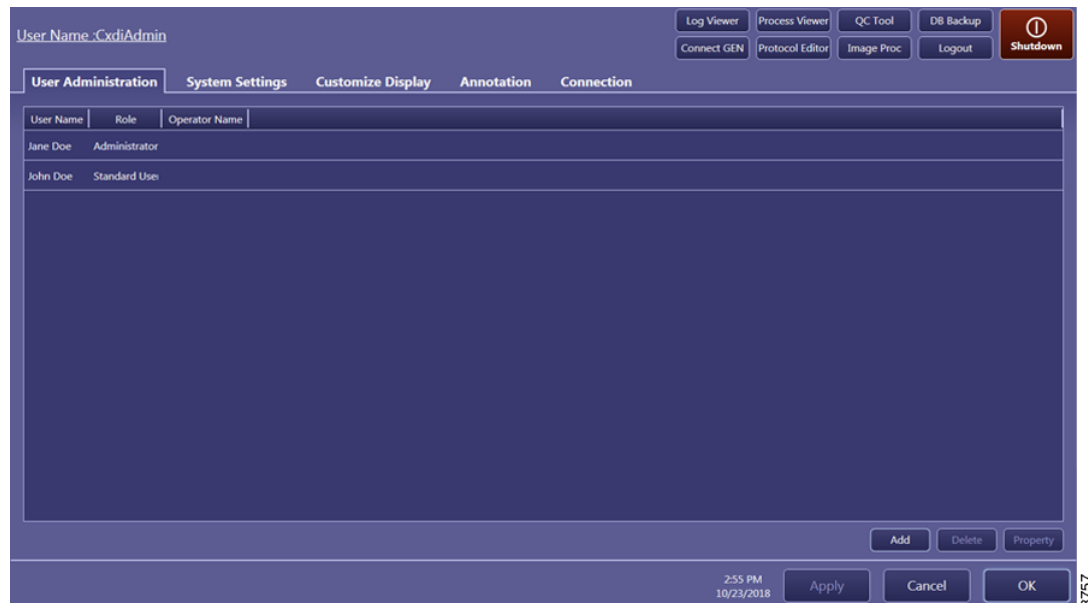 User Name :CxdiAdmin
Log Viewer Process Viewer QC Tool DB Backup
Connect GEN Protocol Editor Image Proc Logout
Shutdown
User Administration System Settings Customize Display Annotation Connection
User Name Role Operator Name
Jane Doe Administrator
John Doe Standard User
Add Delete Property
2:55 PM
10/23/2018
Apply Cancel OK